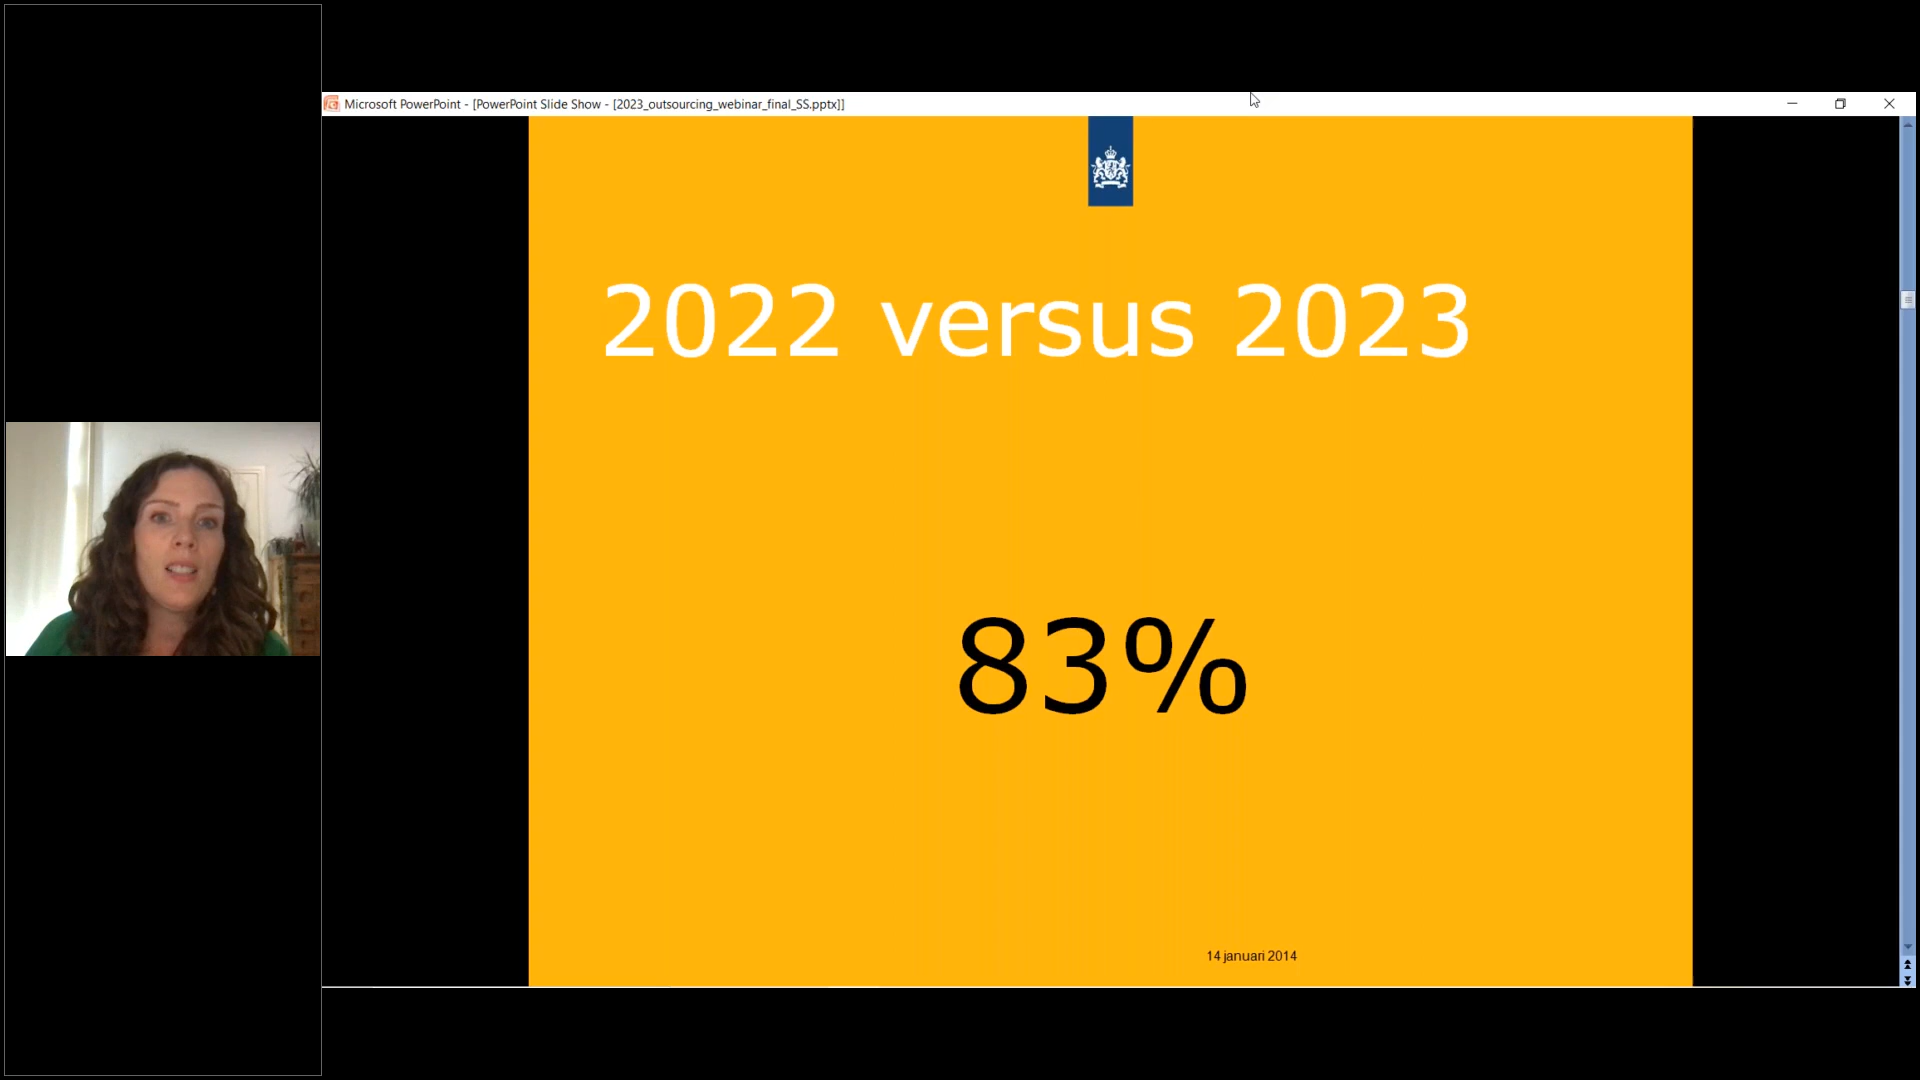 Microsoft PowerPoint - [PowerPoint Slide Show - [2023_outsourcing_webinar_final_SS.pptx]]
2022 versus 2023
83%
14 januari 2014